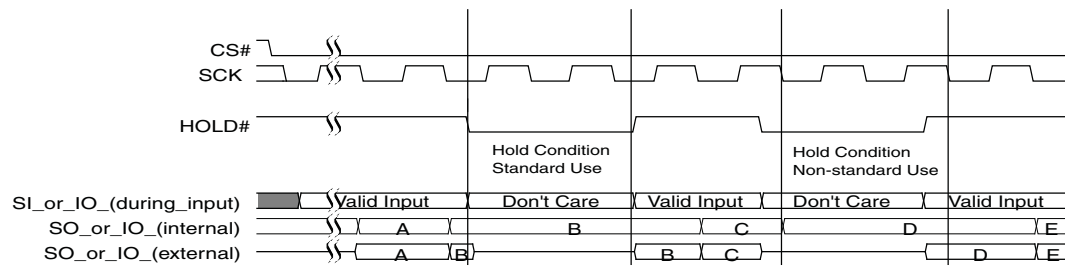 CS#
SCK
HOLD#
Hold Condition
Standard Use
Hold Condition
Non-standard Use
SI_or_IO_(during_input) Valid Input Don't Care Valid Input Don't Care Valid Input
SO_or_IO_(internal) A B C D E
SO_or_IO_(external) A B B C D E